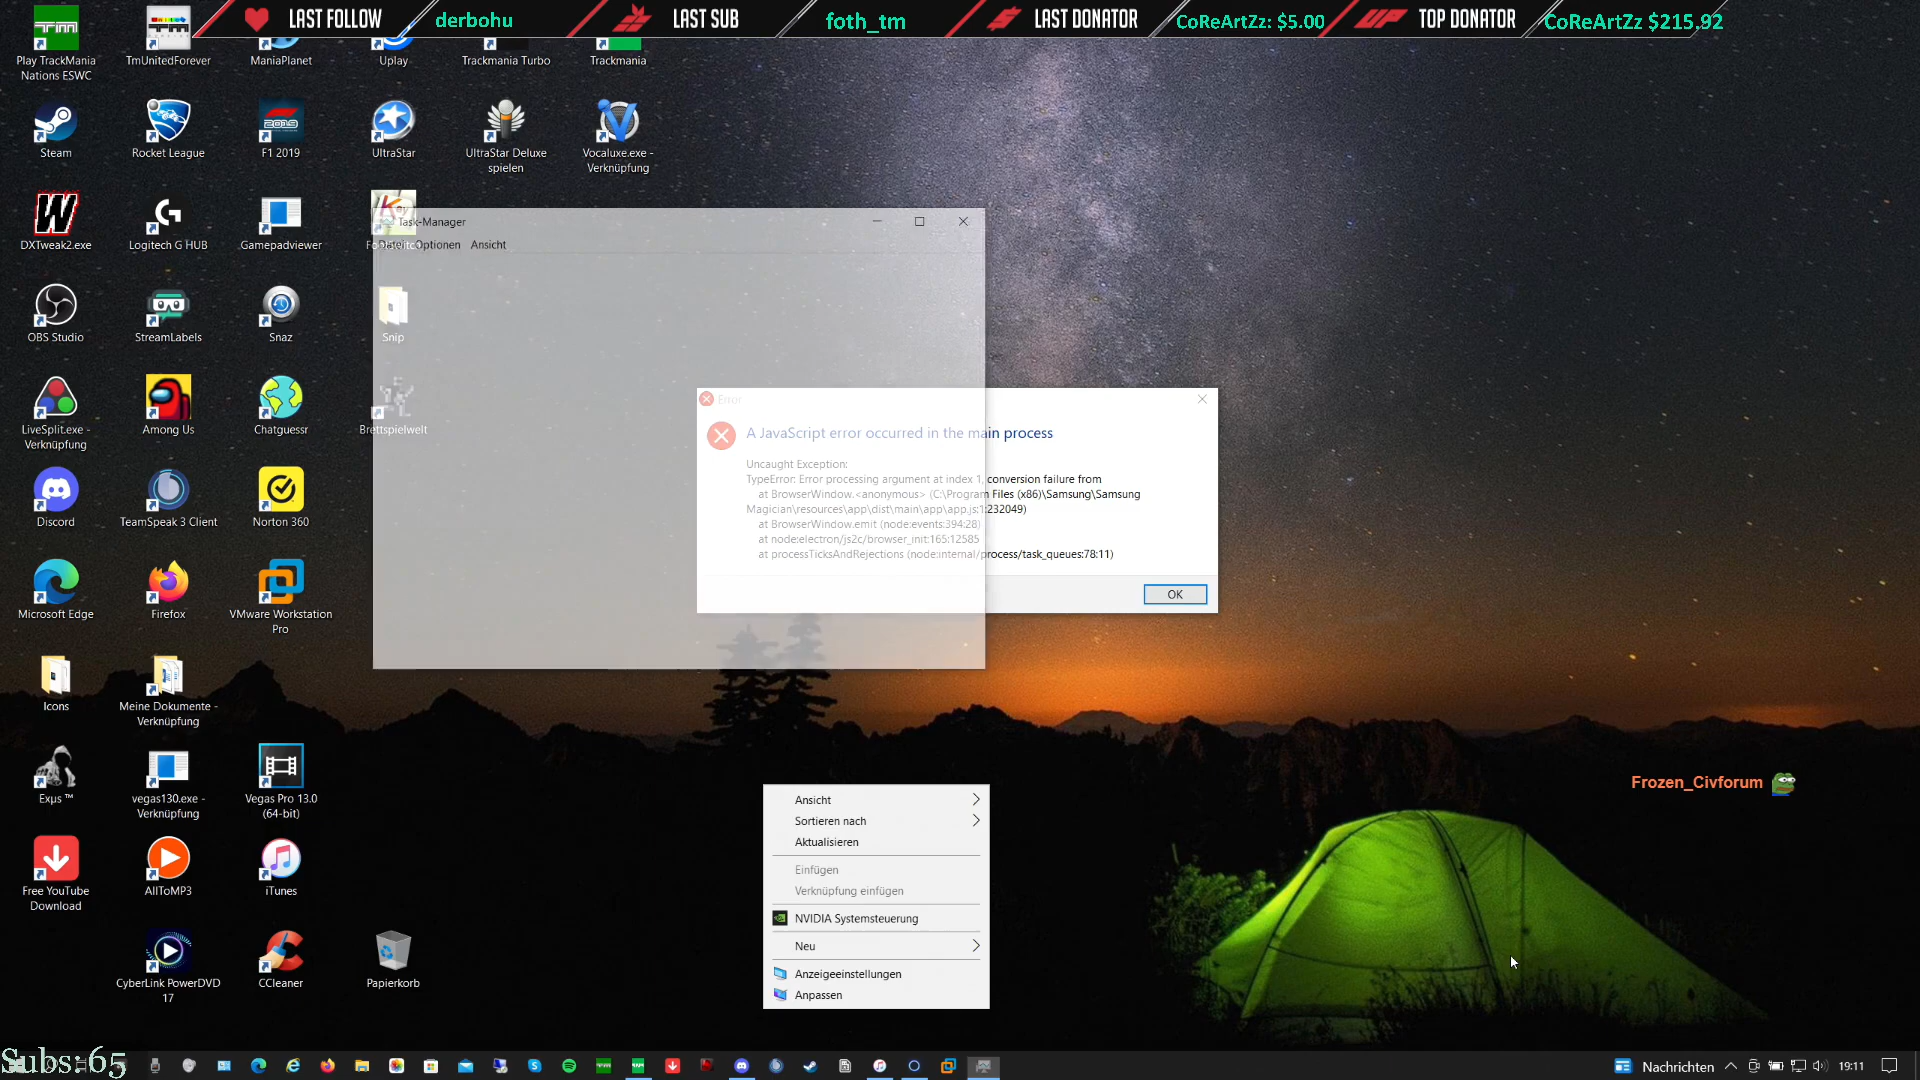 LAST FOLLOW
derbohu
LAST SUB
foth_tm
LAST DONATOR
CoReArtZz: $5.00
TOP DONATOR
CoReArtZz $215.92
Play TrackMania
Nations ESWC
TmUnitedForever
ManiaPlanet
Uplay
Trackmania Turbo
Trackmania
Steam
Rocket League
F1 2019
UltraStar
UltraStar Deluxe
spielen
Vocaluxe.exe -
Verknüpfung
DXTweak2.exe
Logitech G HUB
Gamepadviewer
Task-Manager
Optionen
Ansicht
OBS Studio
StreamLabels
Snaz
Snip
LiveSplit.exe -
Verknüpfung
Among Us
Chatguessr
Brettspielwelt
Error
A JavaScript error occurred in the main process
Uncaught Exception:
TypeError: Error processing argument at index 1, conversion failure from
at BrowserWindow.<anonymous> (C:\Program Files (x86)\Samsung\Samsung
Magician\resources\app\dist\main\app\app.js:1:232049)
at BrowserWindow.emit (node:events:394:28)
at node:electron/js2c/browser_init:165:12585
at processTicksAndRejections (node:internal/process/task_queues:78:11)
OK
Discord
TeamSpeak 3 Client
Norton 360
Microsoft Edge
Firefox
VMware Workstation
Pro
Icons
Meine Dokumente -
Verknüpfung
Exµs ™
vegas130.exe -
Verknüpfung
Vegas Pro 13.0
(64-bit)
Frozen_Civforum
Ansicht
Sortieren nach
Aktualisieren
Einfügen
Verknüpfung einfügen
NVIDIA Systemsteuerung
Neu
Anzeigeeinstellungen
Anpassen
Free YouTube
Download
AllToMP3
iTunes
CyberLink PowerDVD
17
CCleaner
Papierkorb
Subs:65
Nachrichten
19:11